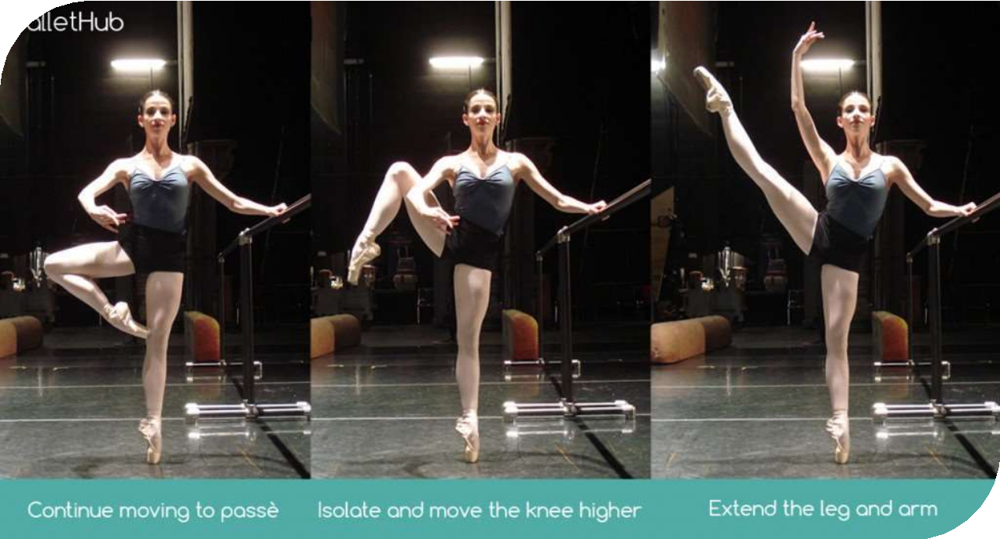 alletHub
Continue moving to passè
Isolate and move the knee higher
Extend the leg and arm